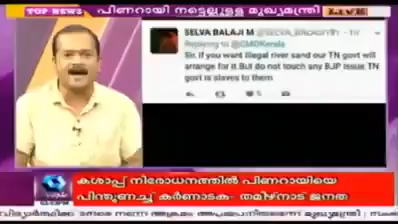 TOP NEWS
പിണറായി നട്ടെല്ലുള്ള മുഖ്യമന്ത്രി
LIVE
SELVA BALAJI M
Replying to @CMOKerala
Sir, if you want illegal river sand our TN govt will
arrange for it.But do not touch any BJP issue TN
govt is slaves to them
കശാപ്പ് നിരോധനത്തിൽ പിണറായിയെ
പിന്തുണച്ച് കർണാടക- തമിഴ്നാട് ജനത